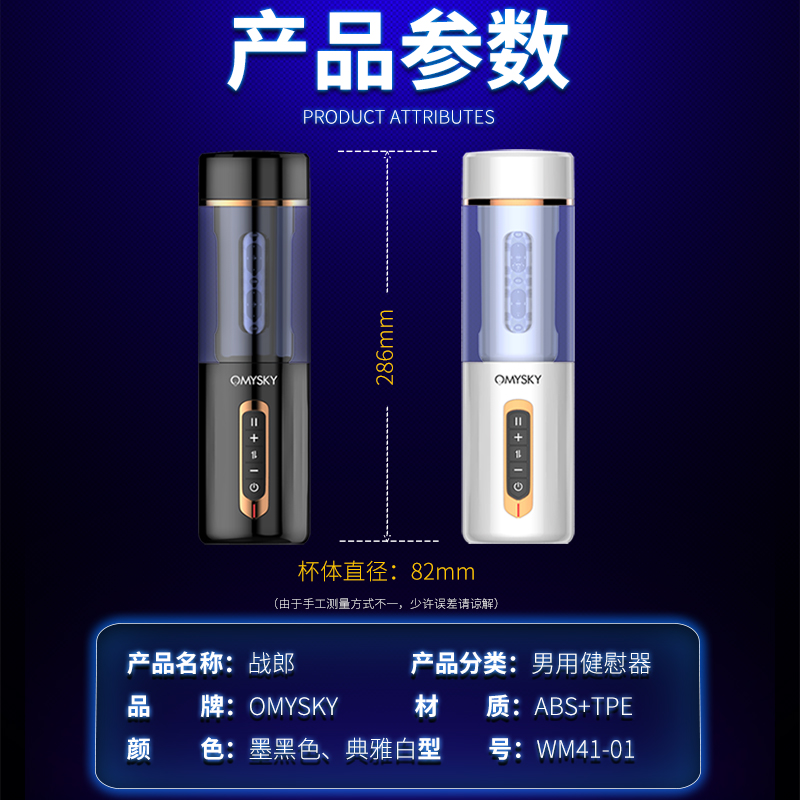 产品参数
PRODUCT ATTRIBUTES
286mm
OMYSKY
OMYSKY
杯体直径：82mm
（由于手工测量方式不一，少许误差请谅解）
产品名称：战郎 产品分类：男用健慰器
品 牌：OMYSKY 材 质：ABS+TPE
颜 色：墨黑色、典雅白型 号：WM41-01